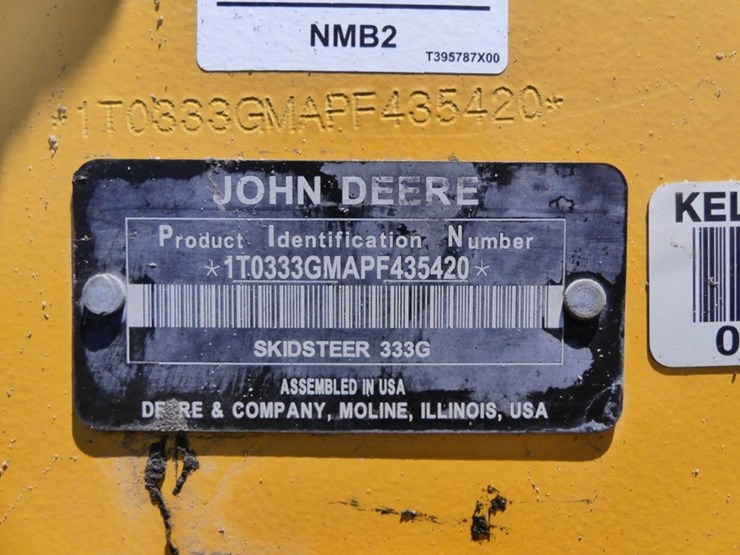 NMB2
T395787X00
*1T0333GMAPF435420*
JOHN DEERE
Product Identification Number
*1T0333GMAPF435420*
SKIDSTEER 333G
ASSEMBLED IN USA
DEERE & COMPANY, MOLINE, ILLINOIS, USA
KEL
0